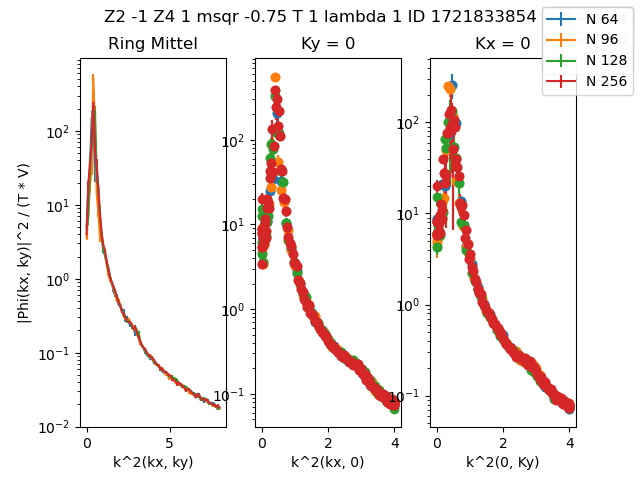 Z2 -1 Z4 1 msqr -0.75 T 1 lambda 1 ID 1721833854
Ring Mittel
Ky = 0
Kx = 0
N 64
N 96
N 128
N 256
|Phi(kx, ky)|^2 / (T * V)
10^2
10^1
10^0
10^-1
10^-2
0 5
k^2(kx, ky)
10^2
10^1
10^0
10^-1
0 2 4
k^2(kx, 0)
10^2
10^1
10^0
10^-1
0 2 4
k^2(0, Ky)